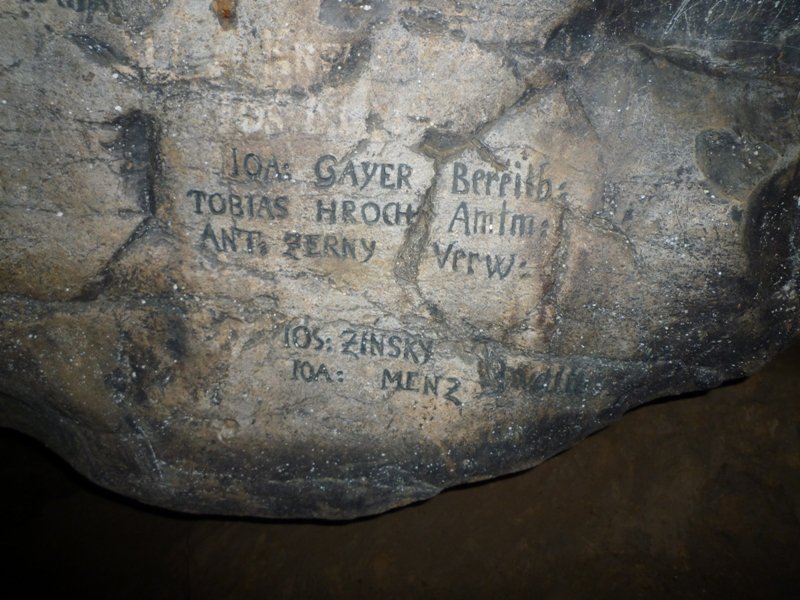 IOA: GAYER Bereith:
TOBIAS HROCH Amtm:
ANT: ZERNY Verw:
IOS: ZINSKY
IOA: MENZ